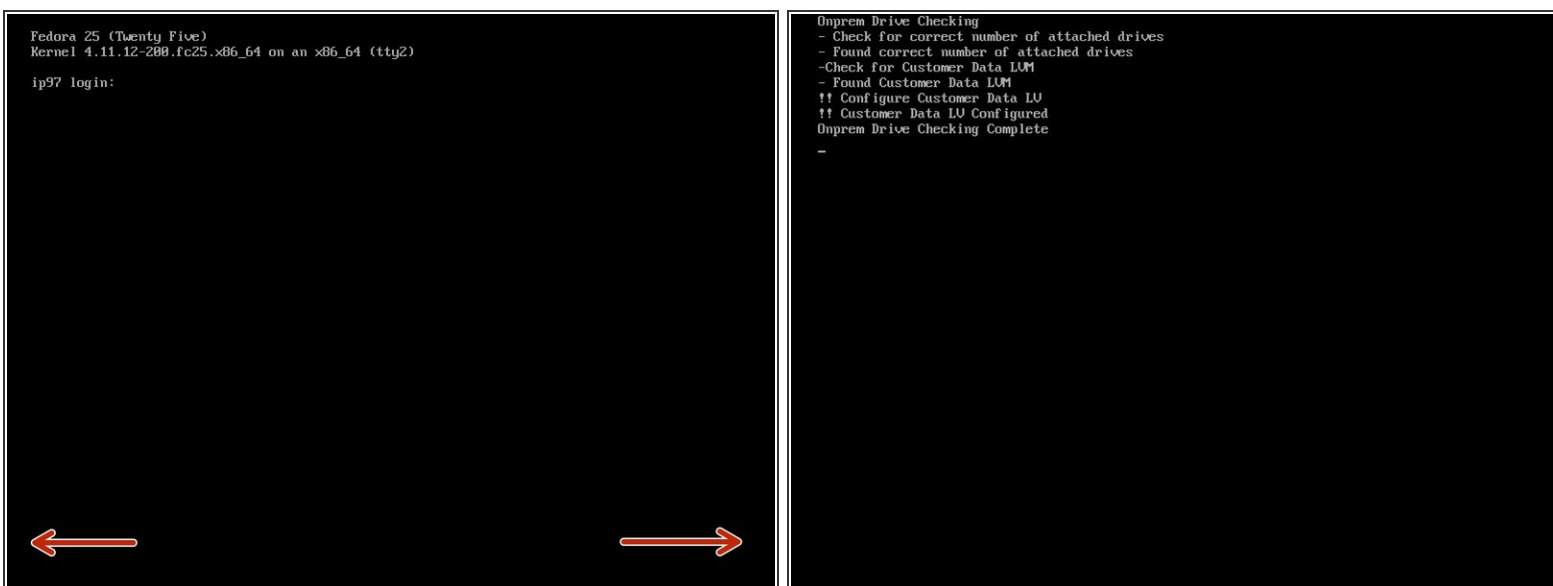 Fedora 25 (Twenty Five)
Kernel 4.11.12-200.fc25.x86_64 on an x86_64 (tty2)
ip97 login:
Onprem Drive Checking
- Check for correct number of attached drives
- Found correct number of attached drives
-Check for Customer Data LVM
- Found Customer Data LVM
!! Configure Customer Data LV
!! Customer Data LV Configured
Onprem Drive Checking Complete